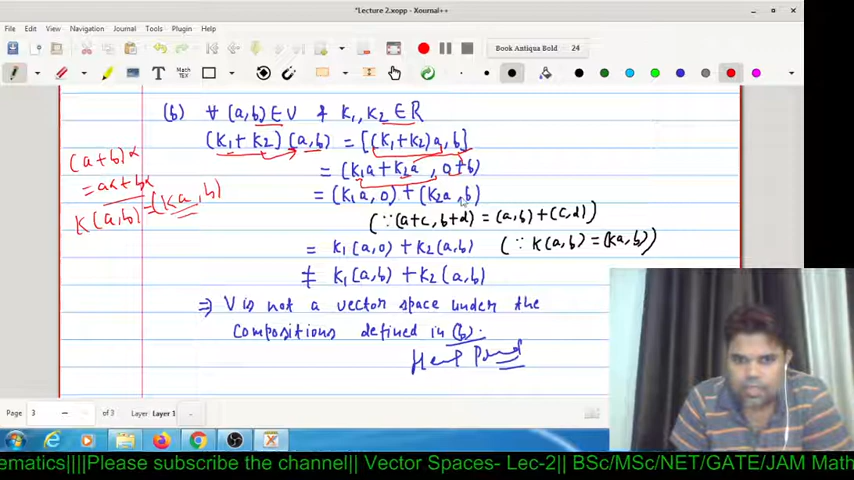 *Lecture 2.xopp - Xournal++
File Edit View Navigation Journal Tools Plugin Help
Book Antiqua Bold 24
(b) ∀ (a,b) ∈ V & K₁, K₂ ∈ R
(K₁+K₂)(a,b) = [(K₁+K₂)a, b]
= (K₁a + K₂a, 0+b)
= (K₁a, 0) + (K₂a, b)
(∵ (a+c, b+d) = (a,b) + (c,d))
= K₁(a,0) + K₂(a,b) (∵ K(a,b) = (Ka,b))
≠ K₁(a,b) + K₂(a,b)
⇒ V is not a vector space under the
compositions defined in (b).
(a+b)α
= aα + bα
K(a,b) = (Ka, b)
Page 3 of 3 Layer Layer 1
ematics||||Please subscribe the channel|| Vector Spaces- Lec-2|| BSc/MSc/NET/GATE/JAM Math